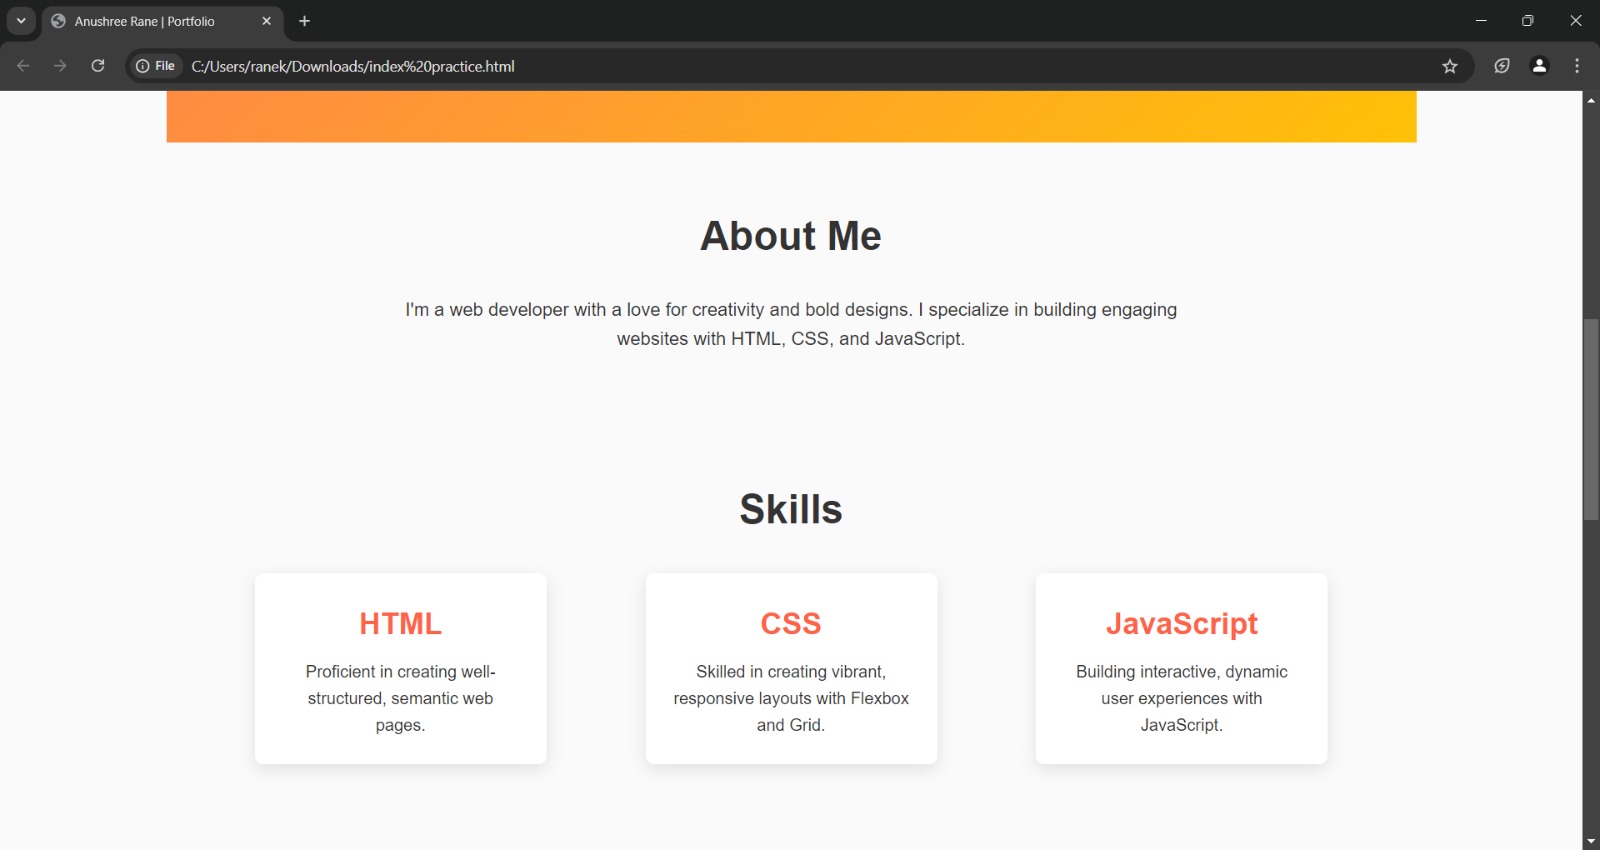 Anushree Rane | Portfolio
File C:/Users/ranek/Downloads/index%20practice.html
About Me
I'm a web developer with a love for creativity and bold designs. I specialize in building engaging
websites with HTML, CSS, and JavaScript.
Skills
HTML
Proficient in creating well-
structured, semantic web
pages.
CSS
Skilled in creating vibrant,
responsive layouts with Flexbox
and Grid.
JavaScript
Building interactive, dynamic
user experiences with
JavaScript.